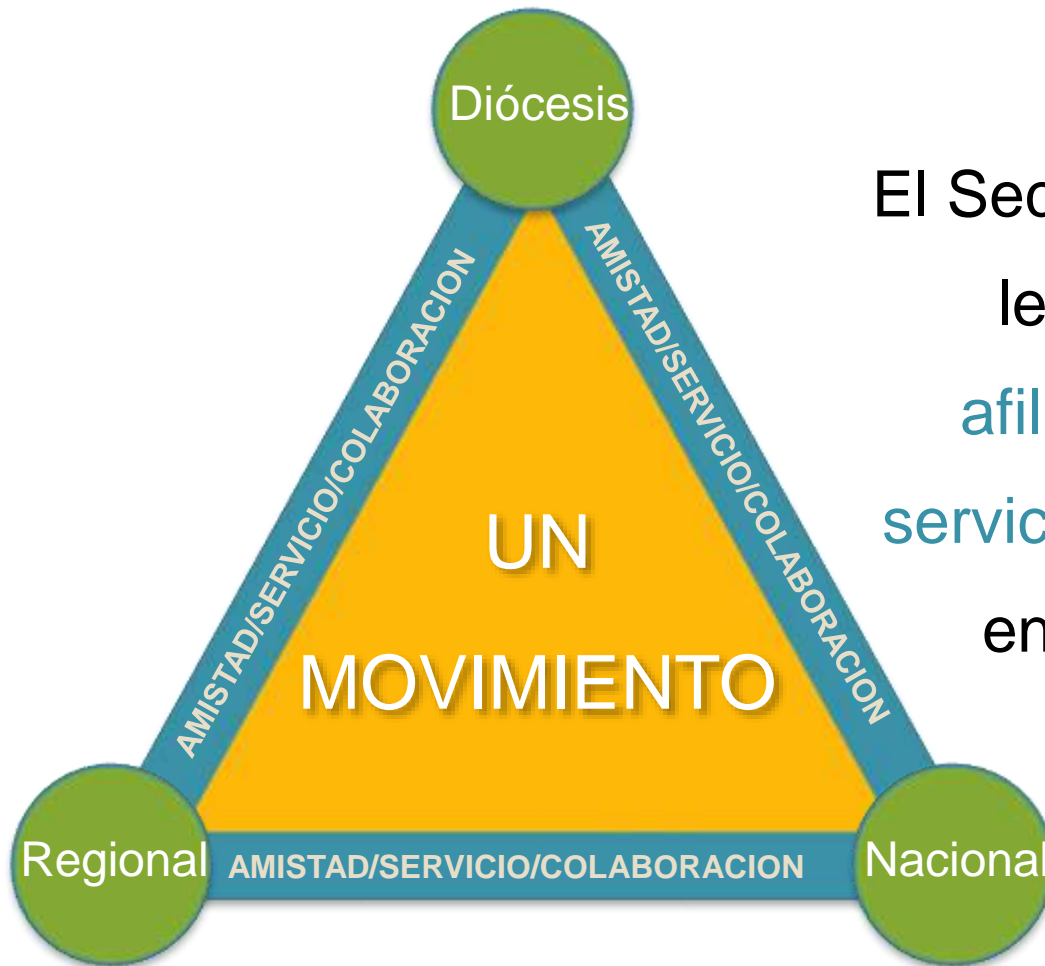 Diócesis
El Sec
le
afil
servic
en
AMISTAD/SERVICIO/COLABORACION
AMISTAD/SERVICIO/COLABORACION
UN
MOVIMIENTO
Regional
AMISTAD/SERVICIO/COLABORACION
Nacional